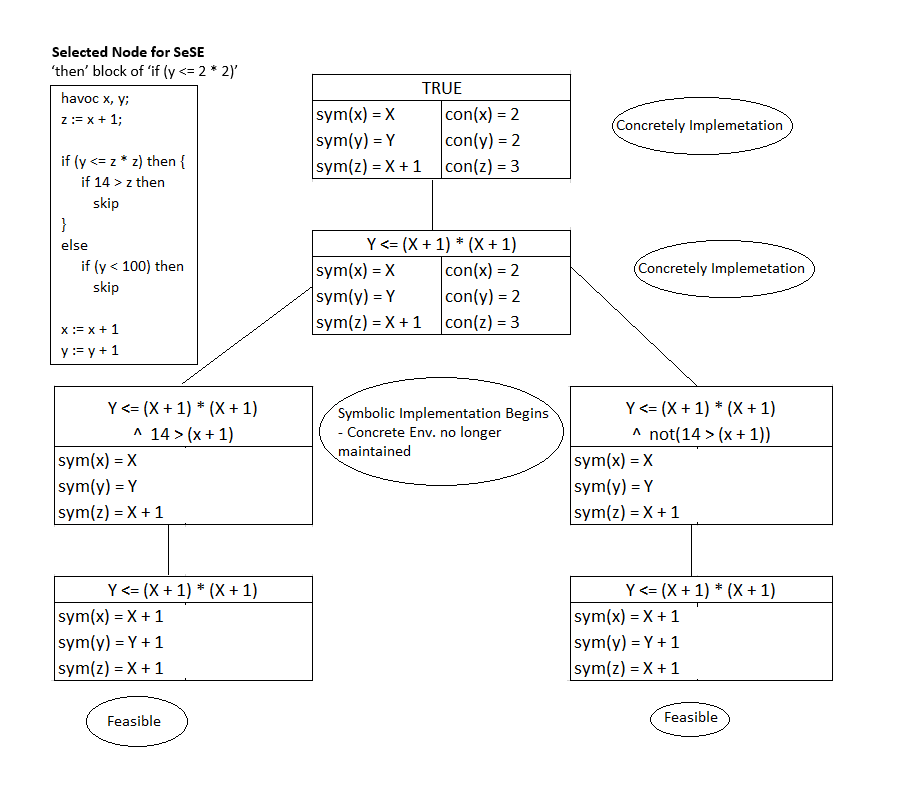 Selected Node for SeSE
‘then’ block of ‘if (y <= 2 * 2)’
havoc x, y;
z := x + 1;
if (y <= z * z) then {
if 14 > z then
skip
}
else
if (y < 100) then
skip
x := x + 1
y := y + 1
TRUE
sym(x) = X
con(x) = 2
sym(y) = Y
con(y) = 2
sym(z) = X + 1
con(z) = 3
Concretely Implemetation
Y <= (X + 1) * (X + 1)
sym(x) = X
con(x) = 2
sym(y) = Y
con(y) = 2
sym(z) = X + 1
con(z) = 3
Concretely Implemetation
Y <= (X + 1) * (X + 1)
^ 14 > (x + 1)
sym(x) = X
sym(y) = Y
sym(z) = X + 1
Symbolic Implementation Begins
- Concrete Env. no longer
maintained
Y <= (X + 1) * (X + 1)
^ not(14 > (x + 1))
sym(x) = X
sym(y) = Y
sym(z) = X + 1
Y <= (X + 1) * (X + 1)
sym(x) = X + 1
sym(y) = Y + 1
sym(z) = X + 1
Feasible
Y <= (X + 1) * (X + 1)
sym(x) = X + 1
sym(y) = Y + 1
sym(z) = X + 1
Feasible